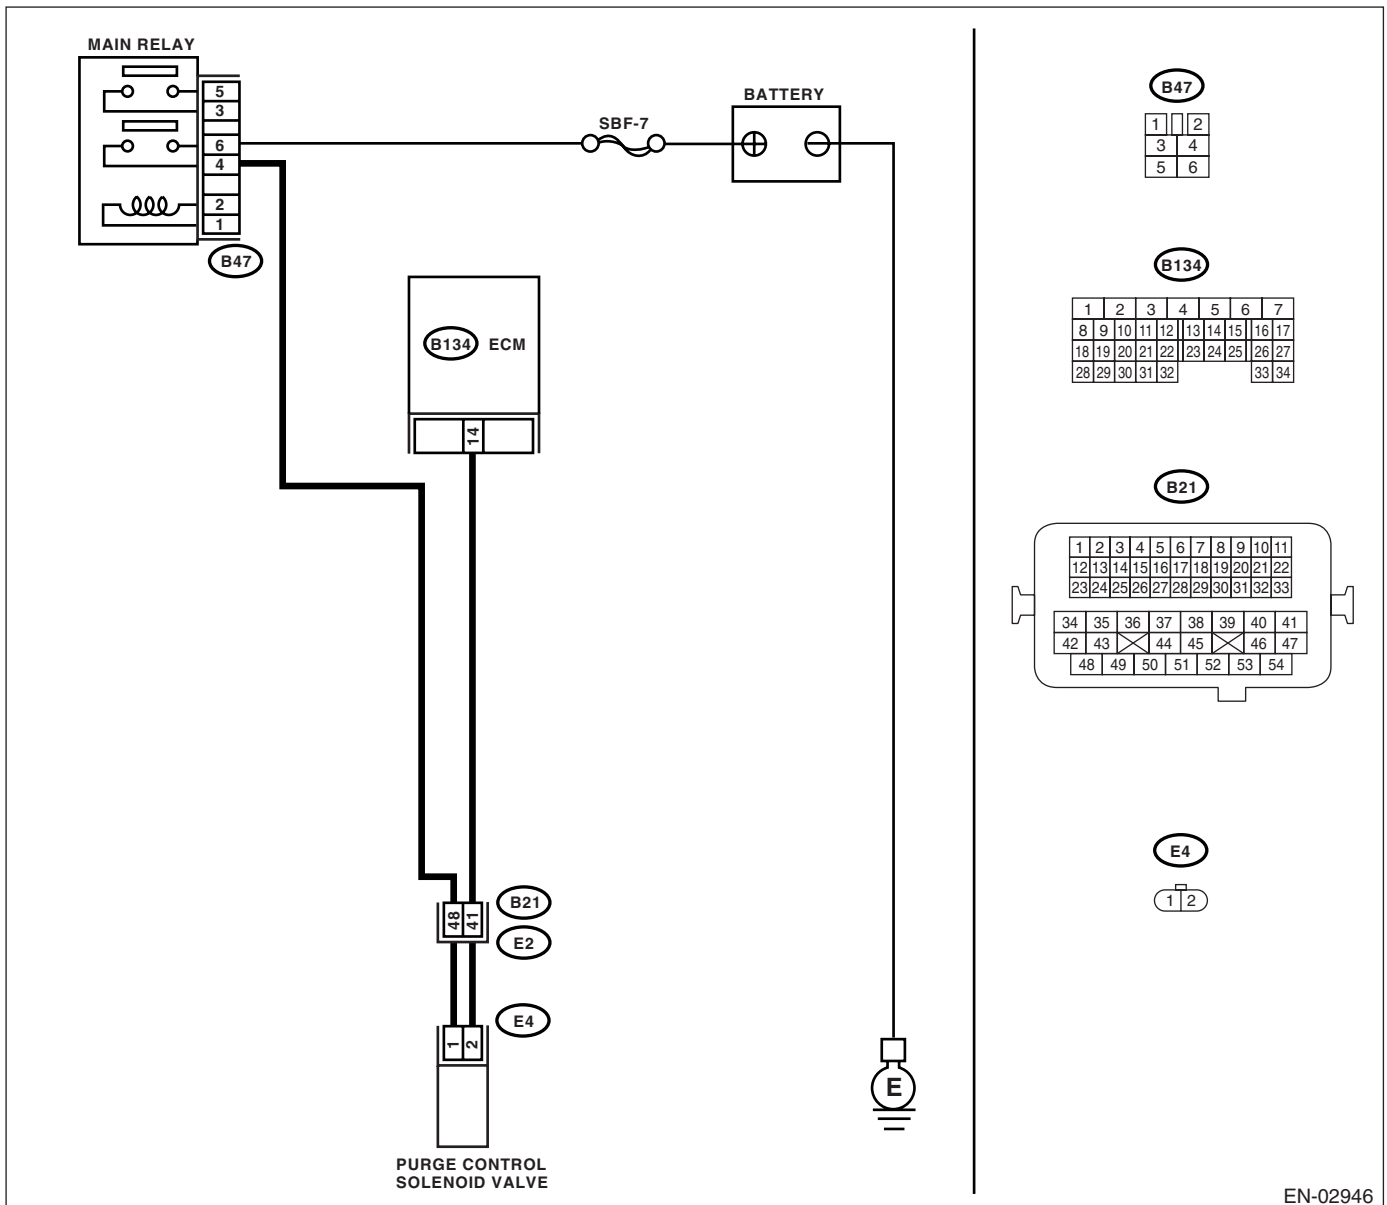 MAIN RELAY
5
3
6
4
2
1
B47
SBF-7
BATTERY
B134 ECM
14
48 41
B21
E2
E4
1 2
PURGE CONTROL
SOLENOID VALVE
E
B47
1 2
3 4
5 6
B134
1 2 3 4 5 6 7
8 9 10 11 12 13 14 15 16 17
18 19 20 21 22 23 24 25 26 27
28 29 30 31 32 33 34
B21
1 2 3 4 5 6 7 8 9 10 11
12 13 14 15 16 17 18 19 20 21 22
23 24 25 26 27 28 29 30 31 32 33
34 35 36 37 38 39 40 41
42 43 44 45 46 47
48 49 50 51 52 53 54
E4
1 2
EN-02946